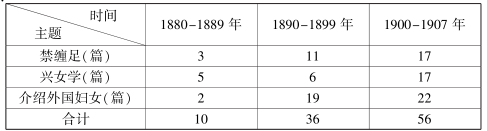 时间
主题
1880-1889 年 1890-1899 年 1900-1907 年
禁缠足(篇) 3 11 17
兴女学(篇) 5 6 17
介绍外国妇女(篇) 2 19 22
合计 10 36 56